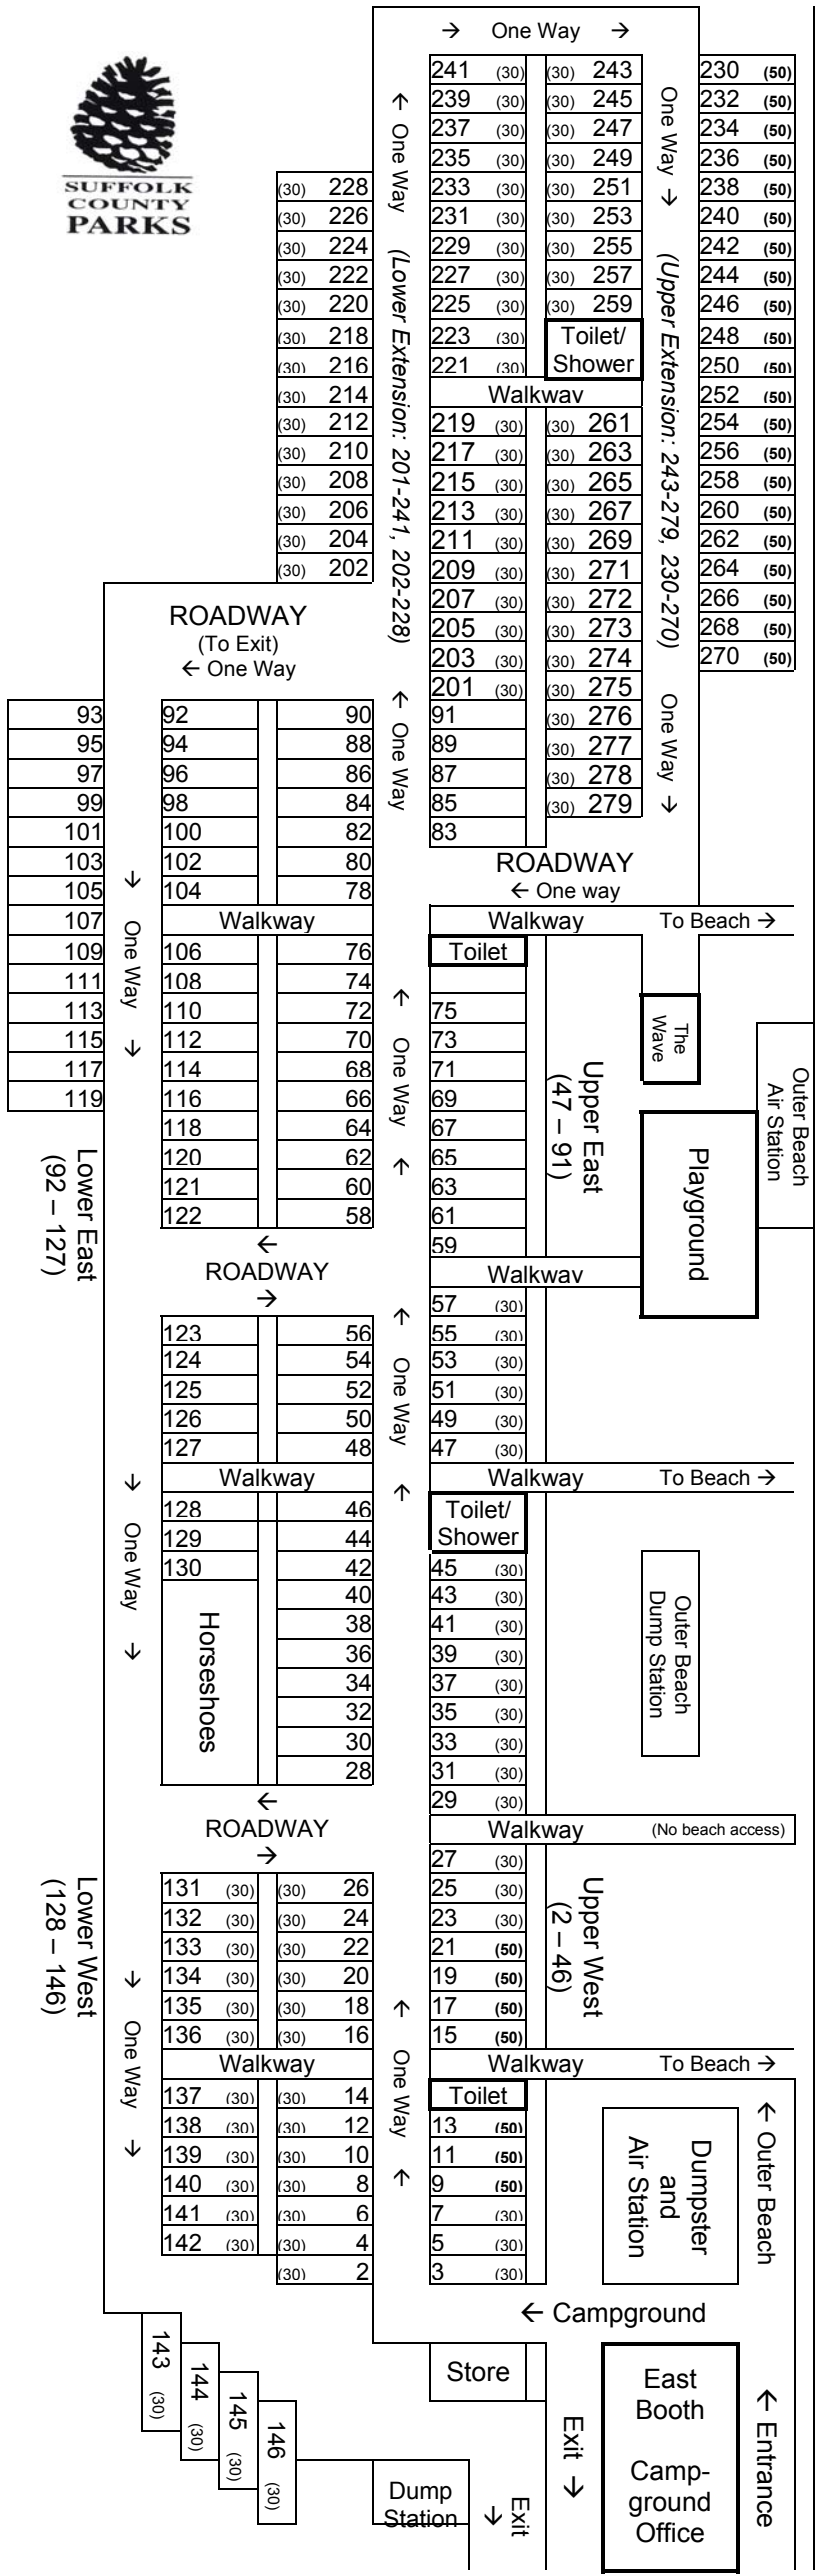 SUFFOLK
COUNTY
PARKS
→ One Way →
← One Way (Lower Extension: 201-241, 202-228) ← One Way
One Way → (Upper Extension: 243-279, 230-270) One Way →
241 (30) (30) 243 230 (50)
239 (30) (30) 245 232 (50)
237 (30) (30) 247 234 (50)
235 (30) (30) 249 236 (50)
(30) 228 233 (30) (30) 251 238 (50)
(30) 226 231 (30) (30) 253 240 (50)
(30) 224 229 (30) (30) 255 242 (50)
(30) 222 227 (30) (30) 257 244 (50)
(30) 220 225 (30) (30) 259 246 (50)
(30) 218 223 (30) Toilet/ 248 (50)
(30) 216 221 (30) Shower 250 (50)
(30) 214 Walkway 252 (50)
(30) 212 219 (30) (30) 261 254 (50)
(30) 210 217 (30) (30) 263 256 (50)
(30) 208 215 (30) (30) 265 258 (50)
(30) 206 213 (30) (30) 267 260 (50)
(30) 204 211 (30) (30) 269 262 (50)
(30) 202 209 (30) (30) 271 264 (50)
207 (30) (30) 272 266 (50)
205 (30) (30) 273 268 (50)
203 (30) (30) 274 270 (50)
201 (30) (30) 275
ROADWAY
(To Exit)
← One Way
93 92 90 91 (30) 276
95 94 88 89 (30) 277
97 96 86 87 (30) 278
99 98 84 85 (30) 279
101 100 82 83
103 102 80 ROADWAY
105 104 78 ← One way
107 Walkway Walkway To Beach →
109 106 76 Toilet
111 108 74
113 110 72 75
115 112 70 73
117 114 68 71
119 116 66 69
118 64 67
120 62 65
121 60 63
122 58 61
59
← One Way →
← One Way ←
The
Wave
Outer Beach
Air Station
Upper East
(47 – 91)
Playground
Lower East
(92 – 127)
←
ROADWAY
→
Walkway
57 (30)
123 56 55 (30)
124 54 53 (30)
125 52 51 (30)
126 50 49 (30)
127 48 47 (30)
← One Way ←
Walkway Walkway To Beach →
128 46 Toilet/
129 44 Shower
130 42 45 (30)
40 43 (30)
38 41 (30)
36 39 (30)
34 37 (30)
32 35 (30)
30 33 (30)
28 31 (30)
29 (30)
→ One Way →
Horseshoes
Outer Beach
Dump Station
←
ROADWAY
→
Walkway (No beach access)
27 (30)
131 (30) (30) 26 25 (30)
132 (30) (30) 24 23 (30)
133 (30) (30) 22 21 (50)
134 (30) (30) 20 19 (50)
135 (30) (30) 18 17 (50)
136 (30) (30) 16 15 (50)
Lower West
(128 – 146)
Upper West
(2 – 46)
→ One Way →
← One Way ←
Walkway Walkway To Beach →
137 (30) (30) 14 Toilet
138 (30) (30) 12 13 (50)
139 (30) (30) 10 11 (50)
140 (30) (30) 8 9 (50)
141 (30) (30) 6 7 (30)
142 (30) (30) 4 5 (30)
(30) 2 3 (30)
Dumpster
and
Air Station
← Outer Beach
← Campground
143 (30)
144 (30)
145 (30)
146 (30)
Store
East
Booth
Camp-
ground
Office
Exit →
← Entrance
Dump
Station
Exit
→